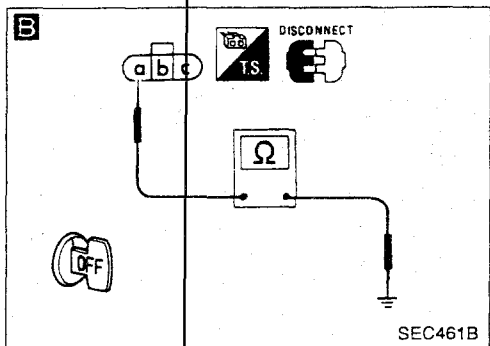 B
DISCONNECT
a b c
T.S.
Ω
OFF
SEC461B